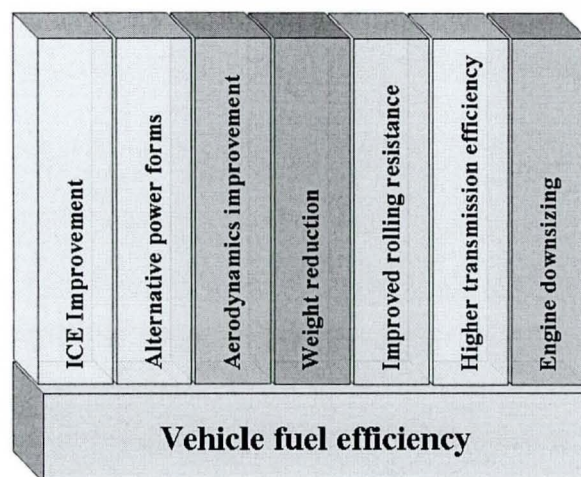 ICE Improvement
Alternative power forms
Aerodynamics improvement
Weight reduction
Improved rolling resistance
Higher transmission efficiency
Engine downsizing
Vehicle fuel efficiency